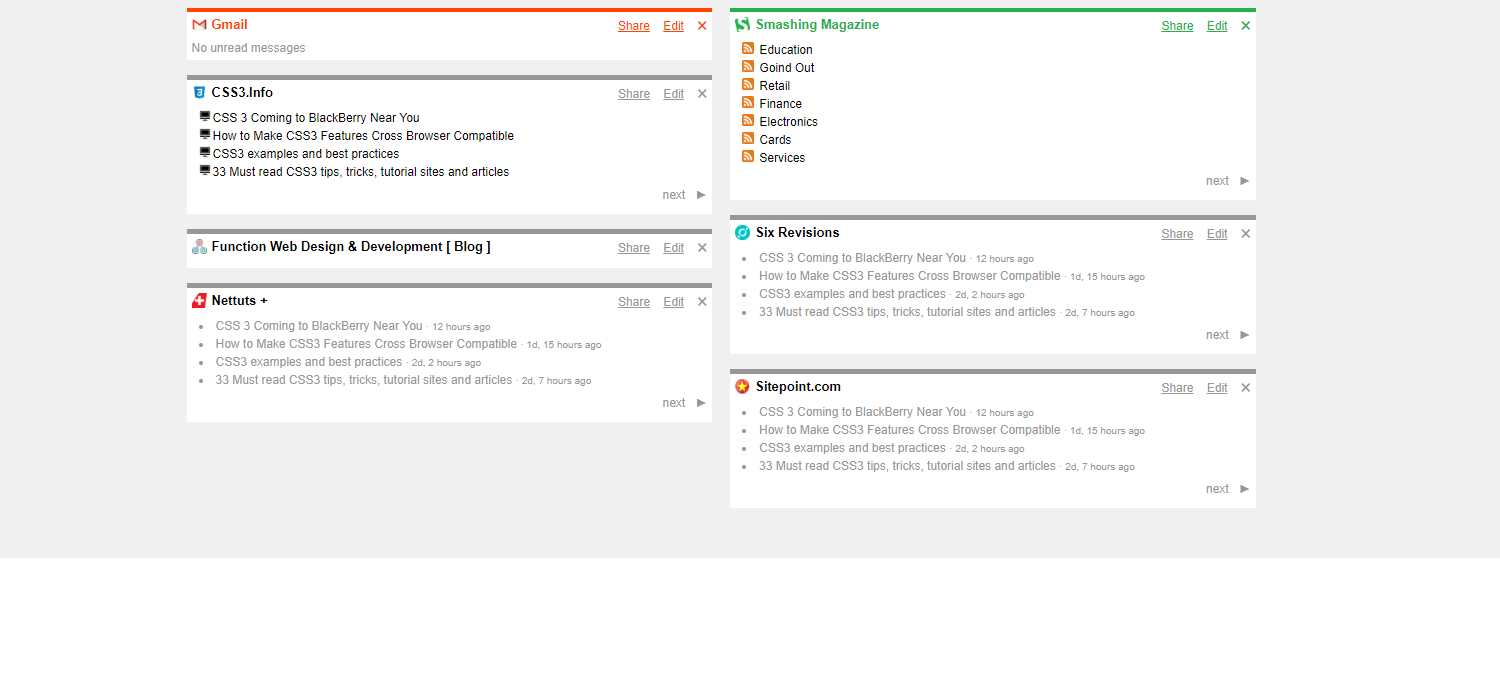 Gmail Share Edit ×
No unread messages
CSS3.Info Share Edit ×
CSS 3 Coming to BlackBerry Near You
How to Make CSS3 Features Cross Browser Compatible
CSS3 examples and best practices
33 Must read CSS3 tips, tricks, tutorial sites and articles
next ►
Function Web Design & Development [ Blog ] Share Edit ×
Nettuts + Share Edit ×
• CSS 3 Coming to BlackBerry Near You · 12 hours ago
• How to Make CSS3 Features Cross Browser Compatible · 1d, 15 hours ago
• CSS3 examples and best practices · 2d, 2 hours ago
• 33 Must read CSS3 tips, tricks, tutorial sites and articles · 2d, 7 hours ago
next ►
Smashing Magazine Share Edit ×
Education
Goind Out
Retail
Finance
Electronics
Cards
Services
next ►
Six Revisions Share Edit ×
• CSS 3 Coming to BlackBerry Near You · 12 hours ago
• How to Make CSS3 Features Cross Browser Compatible · 1d, 15 hours ago
• CSS3 examples and best practices · 2d, 2 hours ago
• 33 Must read CSS3 tips, tricks, tutorial sites and articles · 2d, 7 hours ago
next ►
Sitepoint.com Share Edit ×
• CSS 3 Coming to BlackBerry Near You · 12 hours ago
• How to Make CSS3 Features Cross Browser Compatible · 1d, 15 hours ago
• CSS3 examples and best practices · 2d, 2 hours ago
• 33 Must read CSS3 tips, tricks, tutorial sites and articles · 2d, 7 hours ago
next ►